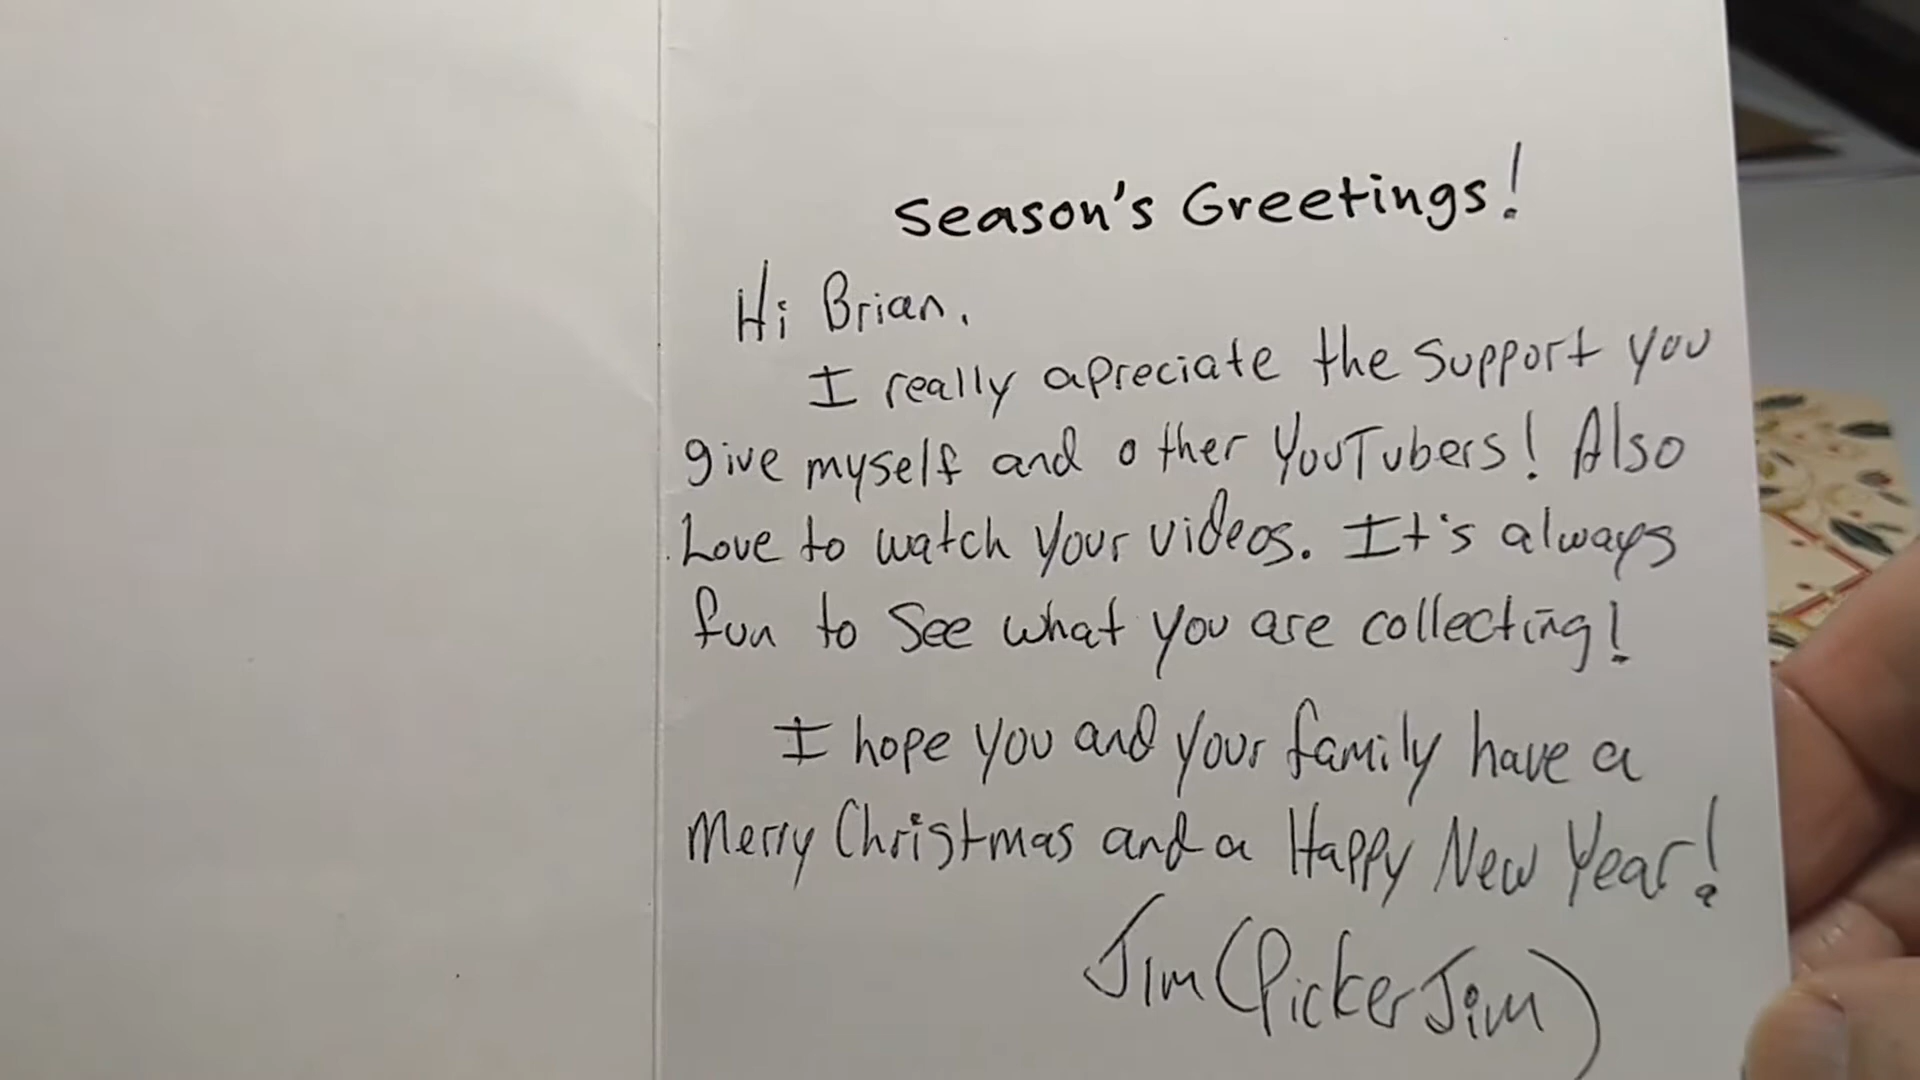 Season's Greetings!
Hi Brian,
I really apreciate the support you
give myself and other YouTubers! Also
Love to watch your videos. It's always
fun to see what you are collecting!
I hope you and your family have a
Merry Christmas and a Happy New Year!
Jim (Picker Jim)